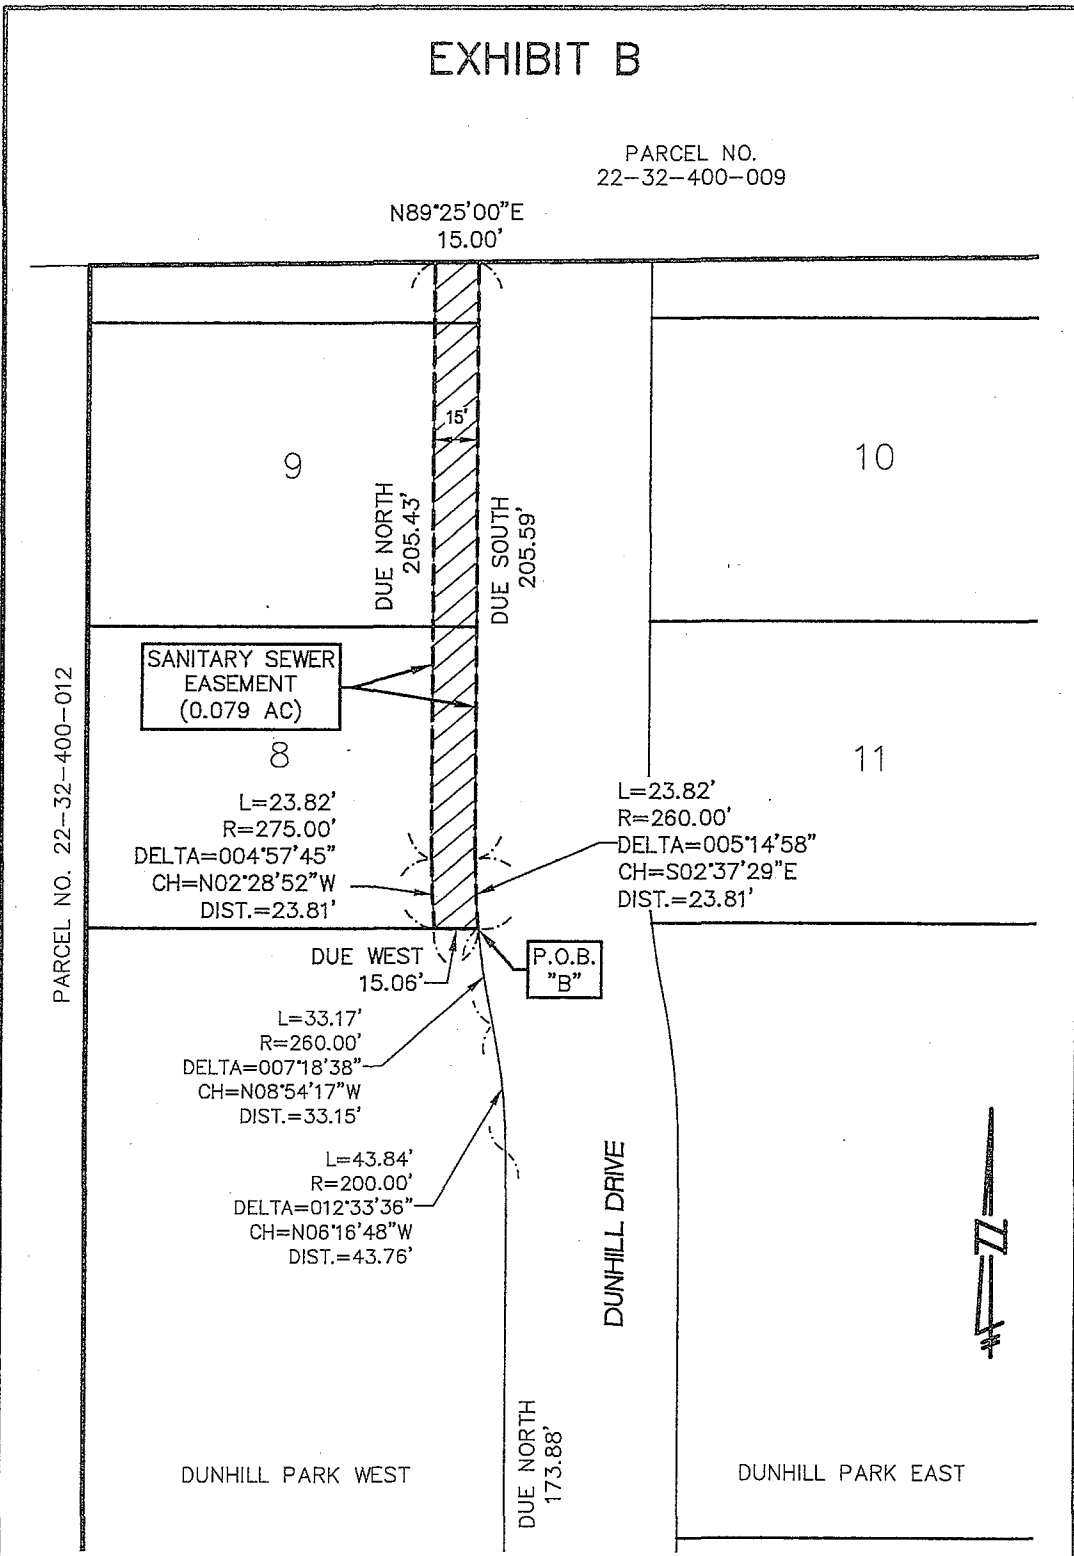 EXHIBIT B
PARCEL NO.
22-32-400-009
N89°25'00"E
15.00'
15'
9
10
DUE NORTH
205.43'
DUE SOUTH
205.59'
SANITARY SEWER
EASEMENT
(0.079 AC)
8
11
PARCEL NO. 22-32-400-012
L=23.82'
R=275.00'
DELTA=004°57'45"
CH=N02°28'52"W
DIST.=23.81'
L=23.82'
R=260.00'
DELTA=005°14'58"
CH=S02°37'29"E
DIST.=23.81'
DUE WEST
15.06'
P.O.B.
"B"
L=33.17'
R=260.00'
DELTA=007°18'38"
CH=N08°54'17"W
DIST.=33.15'
L=43.84'
R=200.00'
DELTA=012°33'36"
CH=N06°16'48"W
DIST.=43.76'
DUNHILL DRIVE
N
DUE NORTH
173.88'
DUNHILL PARK WEST
DUNHILL PARK EAST